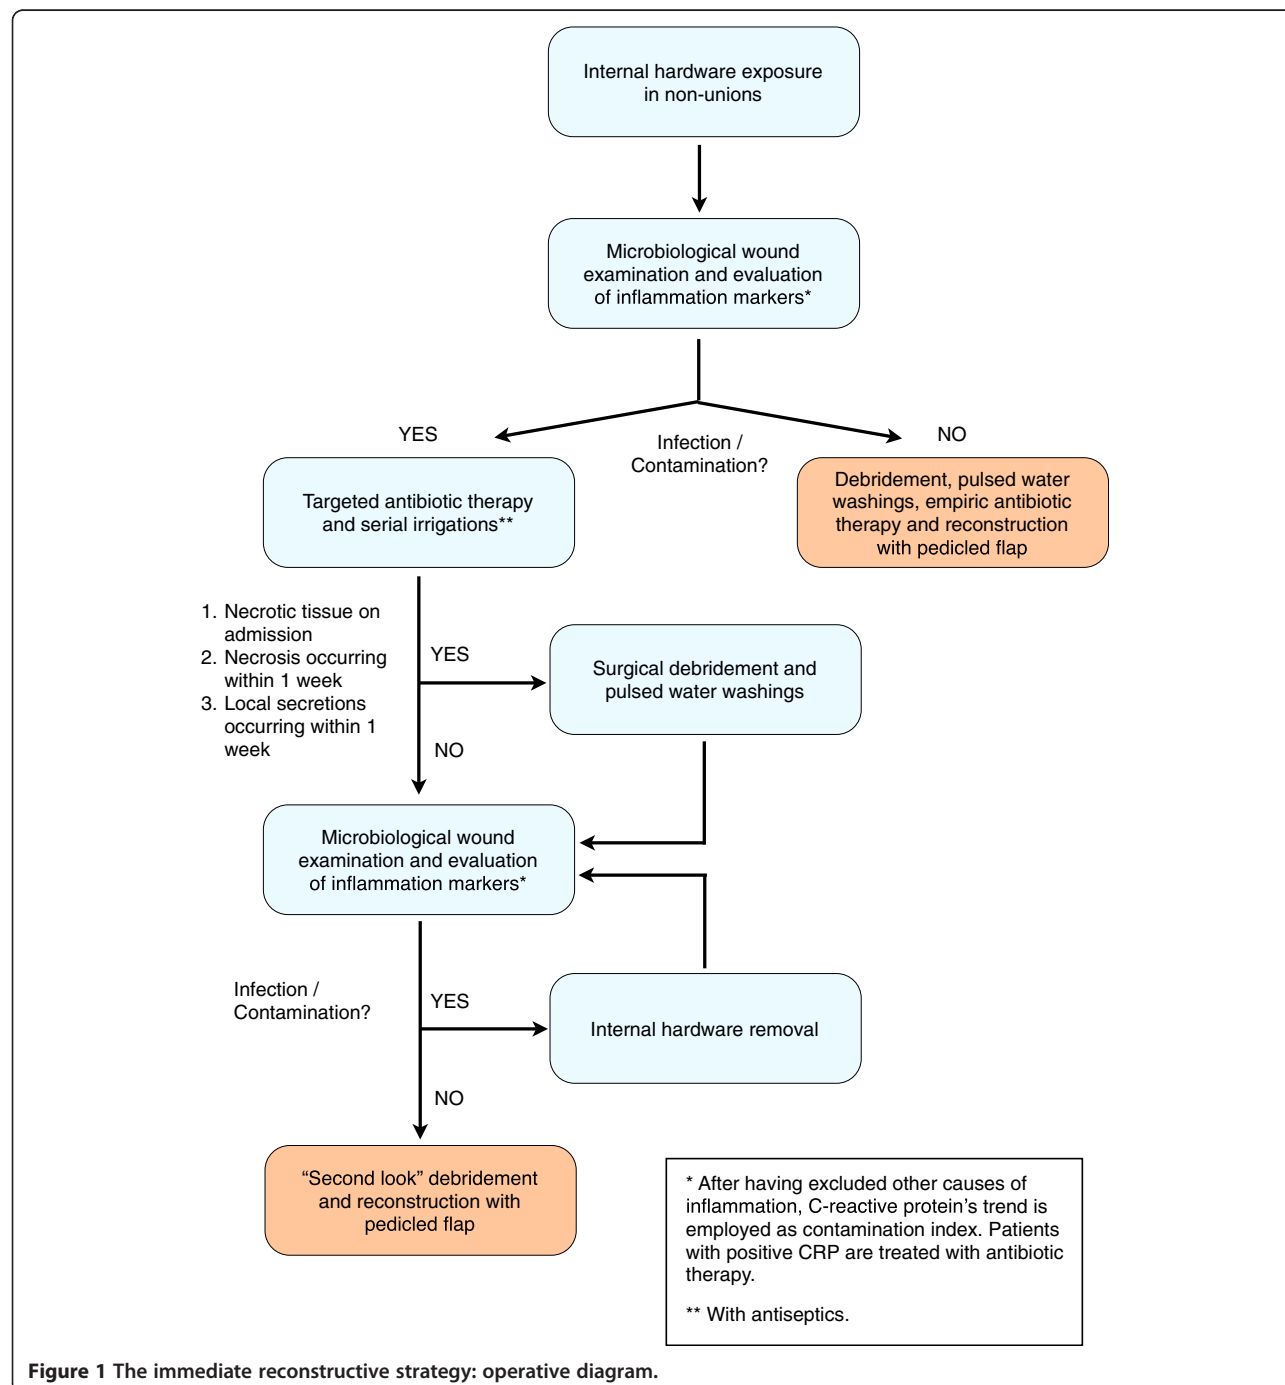 Internal hardware exposure
in non-unions
Microbiological wound
examination and evaluation
of inflammation markers*
YES
Infection /
Contamination?
NO
Targeted antibiotic therapy
and serial irrigations**
Debridement, pulsed water
washings, empiric antibiotic
therapy and reconstruction
with pedicled flap
1. Necrotic tissue on
admission
2. Necrosis occurring
within 1 week
3. Local secretions
occurring within 1
week
YES
Surgical debridement and
pulsed water washings
NO
Microbiological wound
examination and evaluation
of inflammation markers*
Infection /
Contamination?
YES
Internal hardware removal
NO
“Second look” debridement
and reconstruction with
pedicled flap
* After having excluded other causes of
inflammation, C-reactive protein’s trend is
employed as contamination index. Patients
with positive CRP are treated with antibiotic
therapy.
** With antiseptics.
Figure 1 The immediate reconstructive strategy: operative diagram.